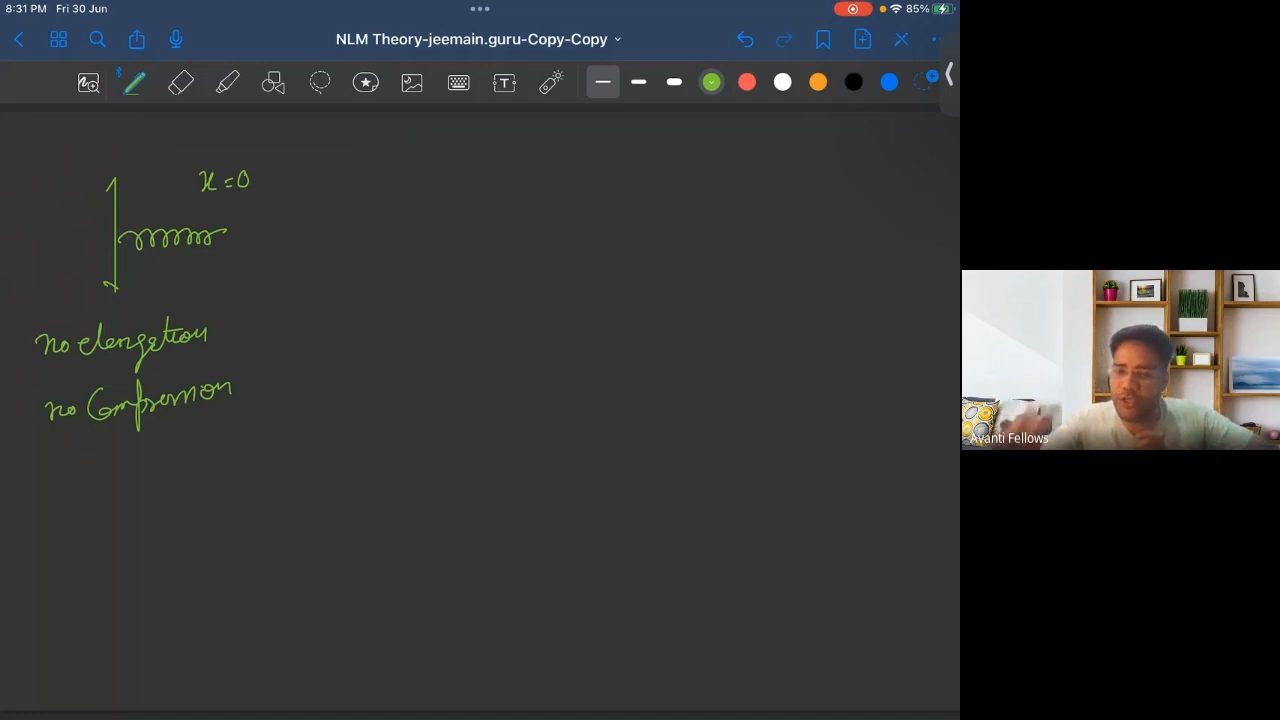 8:31 PM Fri 30 Jun
85%
NLM Theory-jeemain.guru-Copy-Copy
T
x=0
no elongation
no Compression
Avanti Fellows